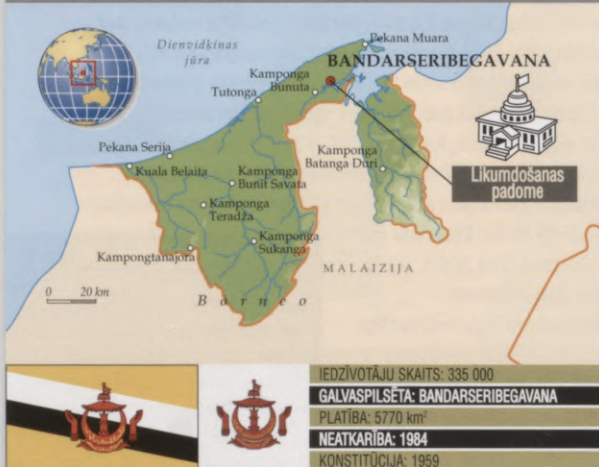 Dienvidķīnas
jūra
Pekana Muara
BANDARSERIBEGAVANA
Kamponga
Bunuta
Tutonga
Pekana Serija
Kuala Belaita
Kamponga
Bunit Savata
Kamponga
Batanga Duri
Likumdošanas
padome
Kamponga
Teradža
Kamponga
Sukanga
Kampongtanajora
MALAIZIJA
0 20 km
Borneo
IEDZĪVOTĀJU SKAITS: 335 000
GALVASPILSĒTA: BANDARSERIBEGAVANA
PLATĪBA: 5770 km²
NEATKARĪBA: 1984
KONSTITŪCIJA: 1959